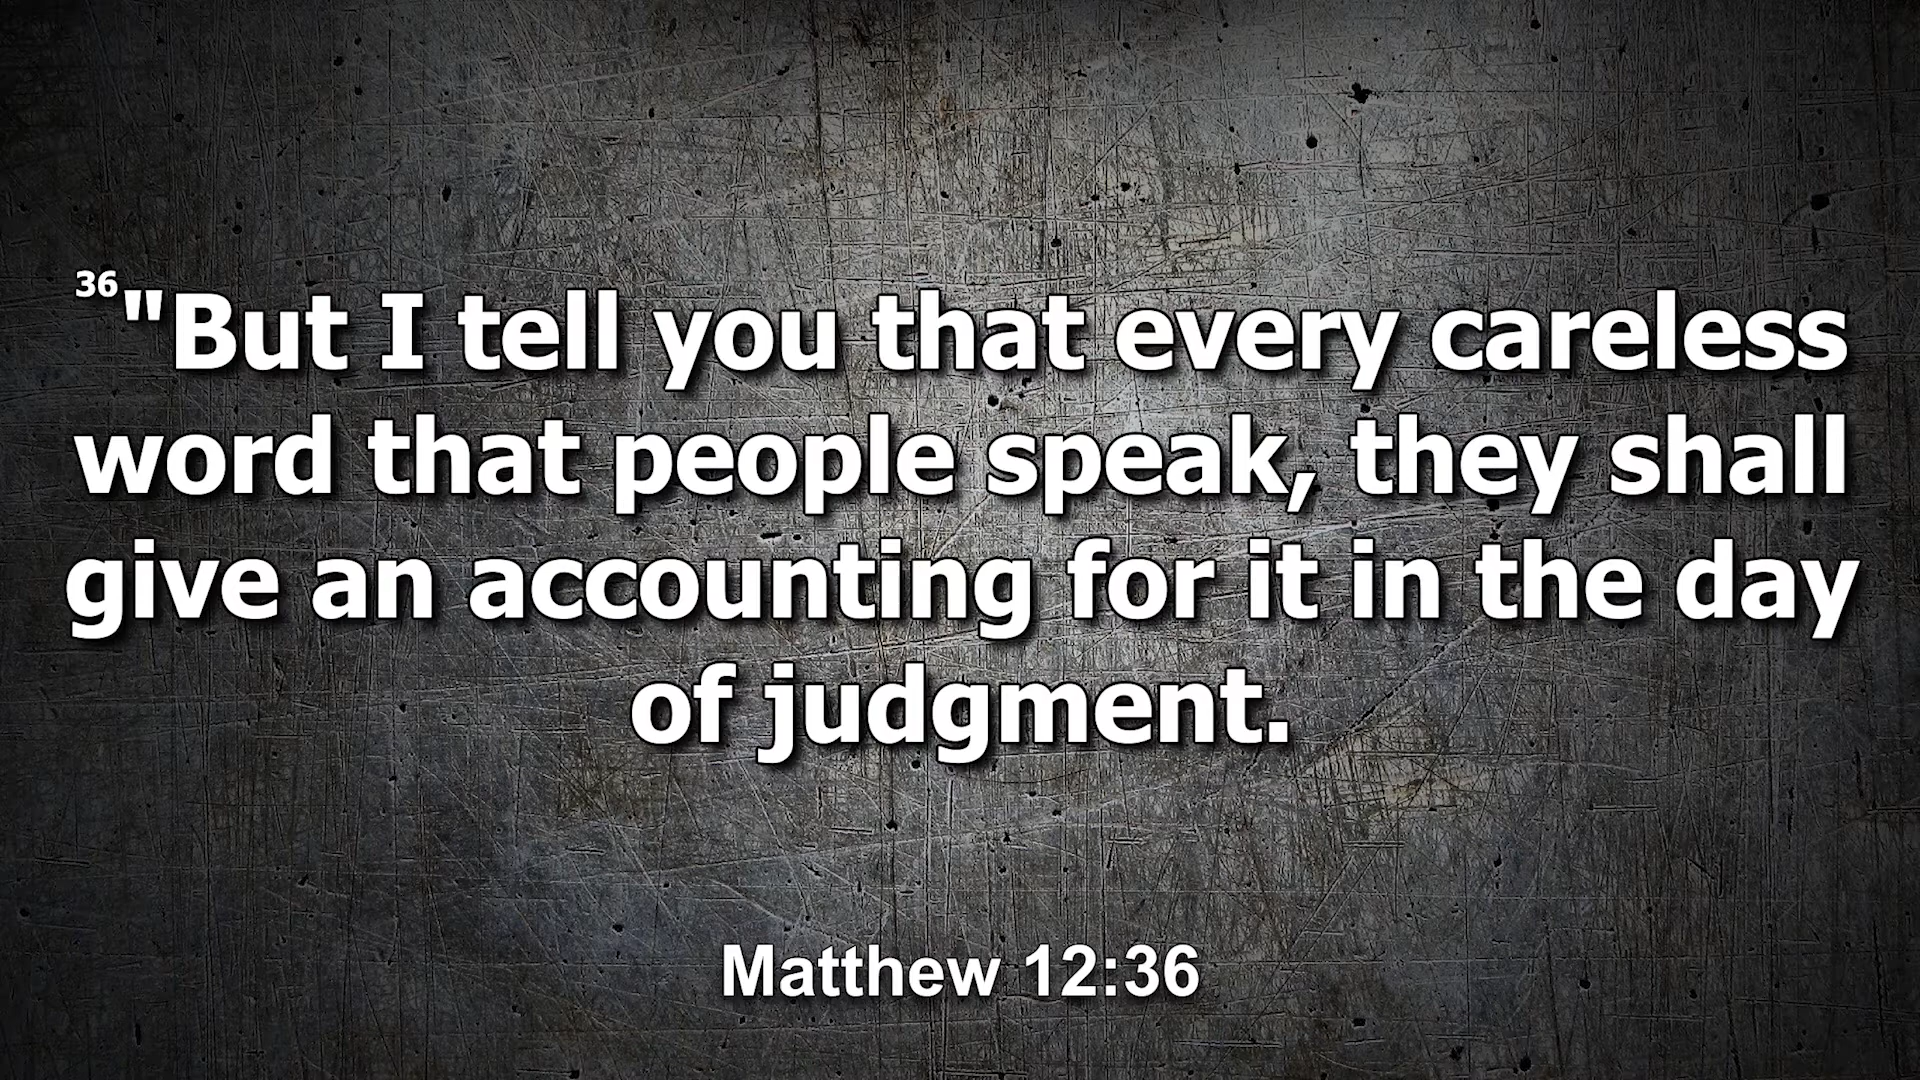 36"But I tell you that every careless
word that people speak, they shall
give an accounting for it in the day
of judgment.
Matthew 12:36